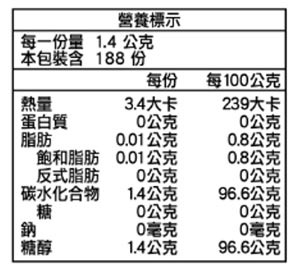 營養標示
每一份量 1.4 公克
本包裝含 188 份
每份 每100公克
熱量 3.4大卡 239大卡
蛋白質 0公克 0公克
脂肪 0.01公克 0.8公克
飽和脂肪 0.01公克 0.8公克
反式脂肪 0公克 0公克
碳水化合物 1.4公克 96.6公克
糖 0公克 0公克
鈉 0毫克 0毫克
糖醇 1.4公克 96.6公克